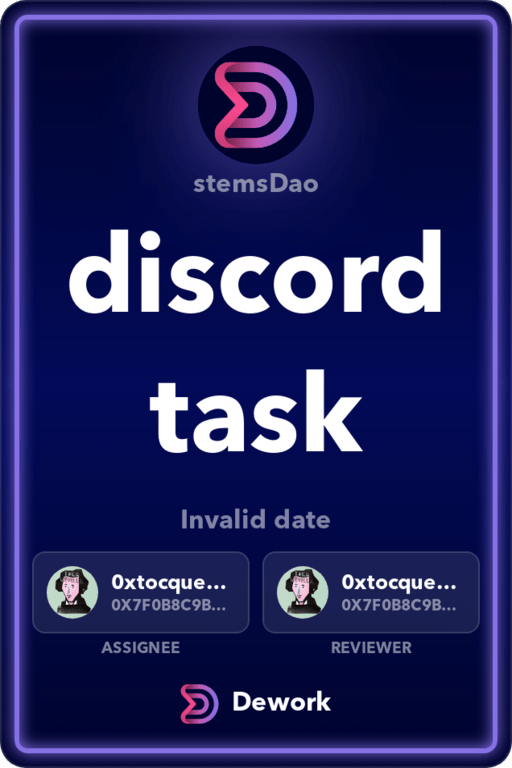 stemsDao
discord
task
Invalid date
0xtocque...
0X7F0B8C9B...
ASSIGNEE
0xtocque...
0X7F0B8C9B...
REVIEWER
Dework